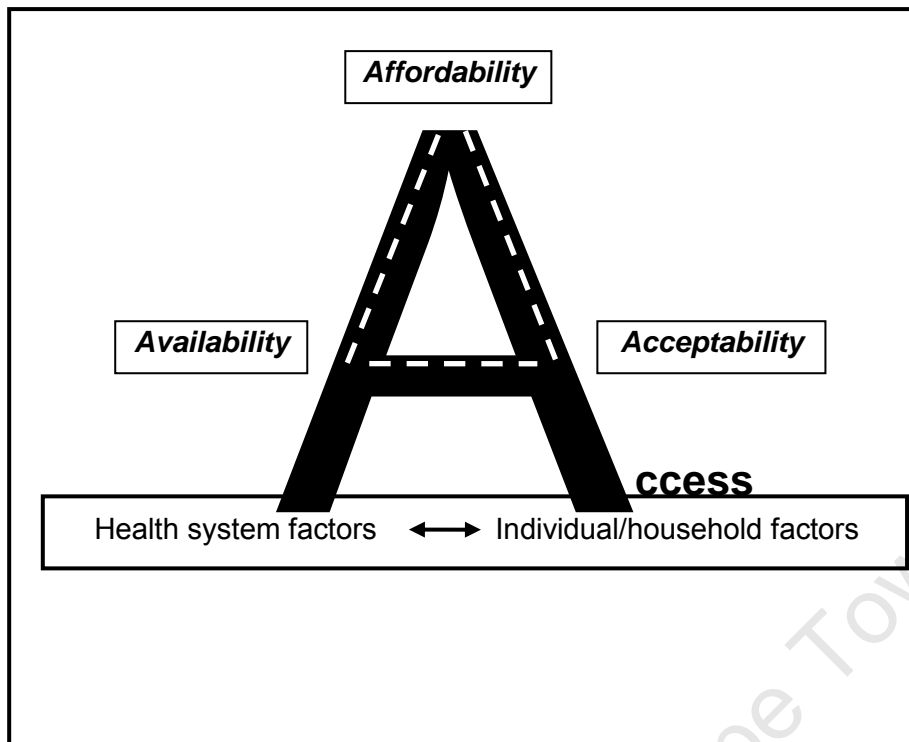 Affordability
Availability
Acceptability
Access
Health system factors
Individual/household factors